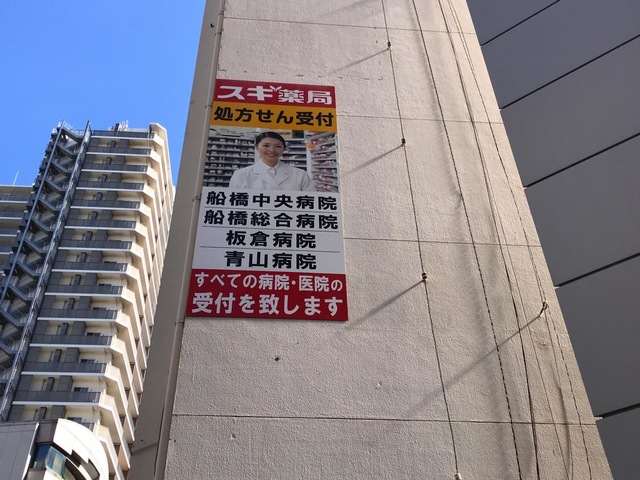 スギ薬局
処方せん受付
船橋中央病院
船橋総合病院
板倉病院
青山病院
すべての病院・医院の
受付を致します